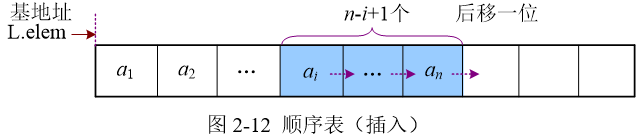 基地址 n-i+1个 后移一位
L.elem
a1 a2 ... ai ... an
图 2-12 顺序表（插入）